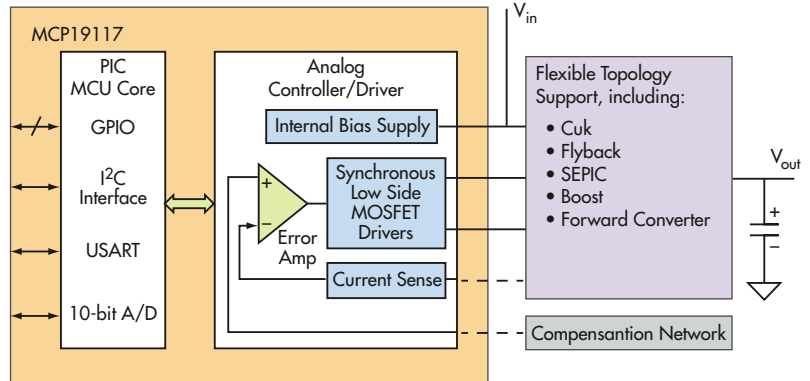 MCP19117
PIC
MCU Core
GPIO
I²C
Interface
USART
10-bit A/D
Analog
Controller/Driver
Internal Bias Supply
+
−
Error
Amp
Synchronous
Low Side
MOSFET
Drivers
Current Sense
Vin
Flexible Topology
Support, including:
• Cuk
• Flyback
• SEPIC
• Boost
• Forward Converter
Compensantion Network
Vout
+
−